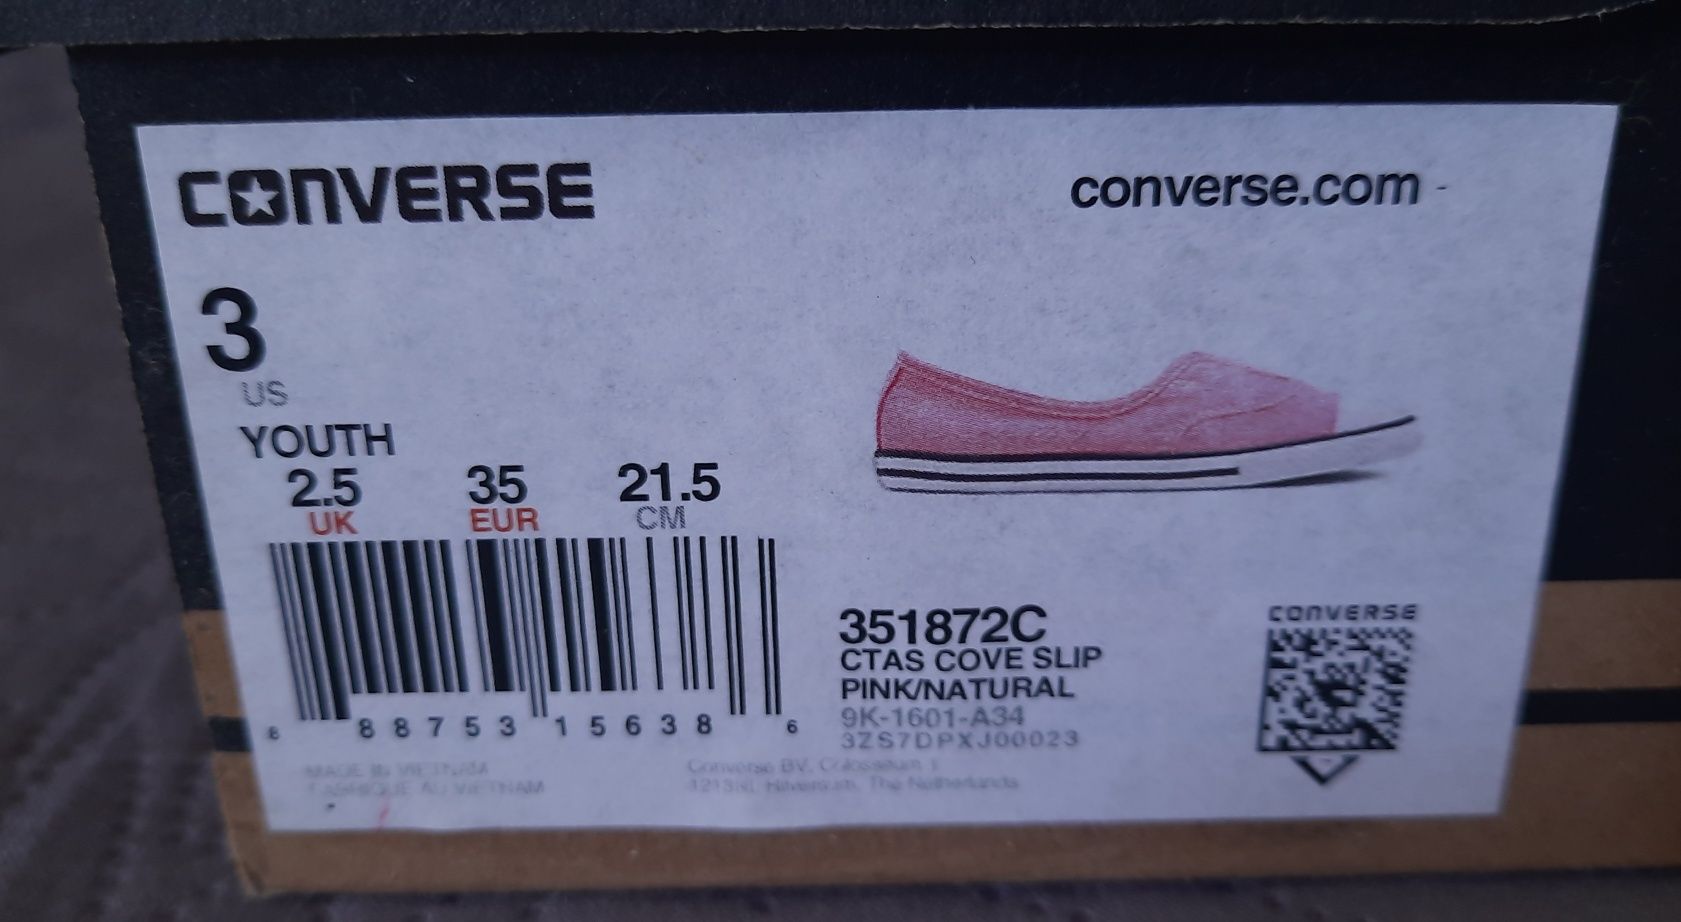 CONVERSE
converse.com
3
US
YOUTH
2.5 35 21.5
UK EUR CM
8 88753 15638 6
351872C
CTAS COVE SLIP
PINK/NATURAL
9K-1601-A34
3ZS7DPXJ00023
CONVERSE
MADE IN VIETNAM
FABRIQUE AU VIETNAM
Converse BV, Colosseum 1
Hilversum, The Netherlands